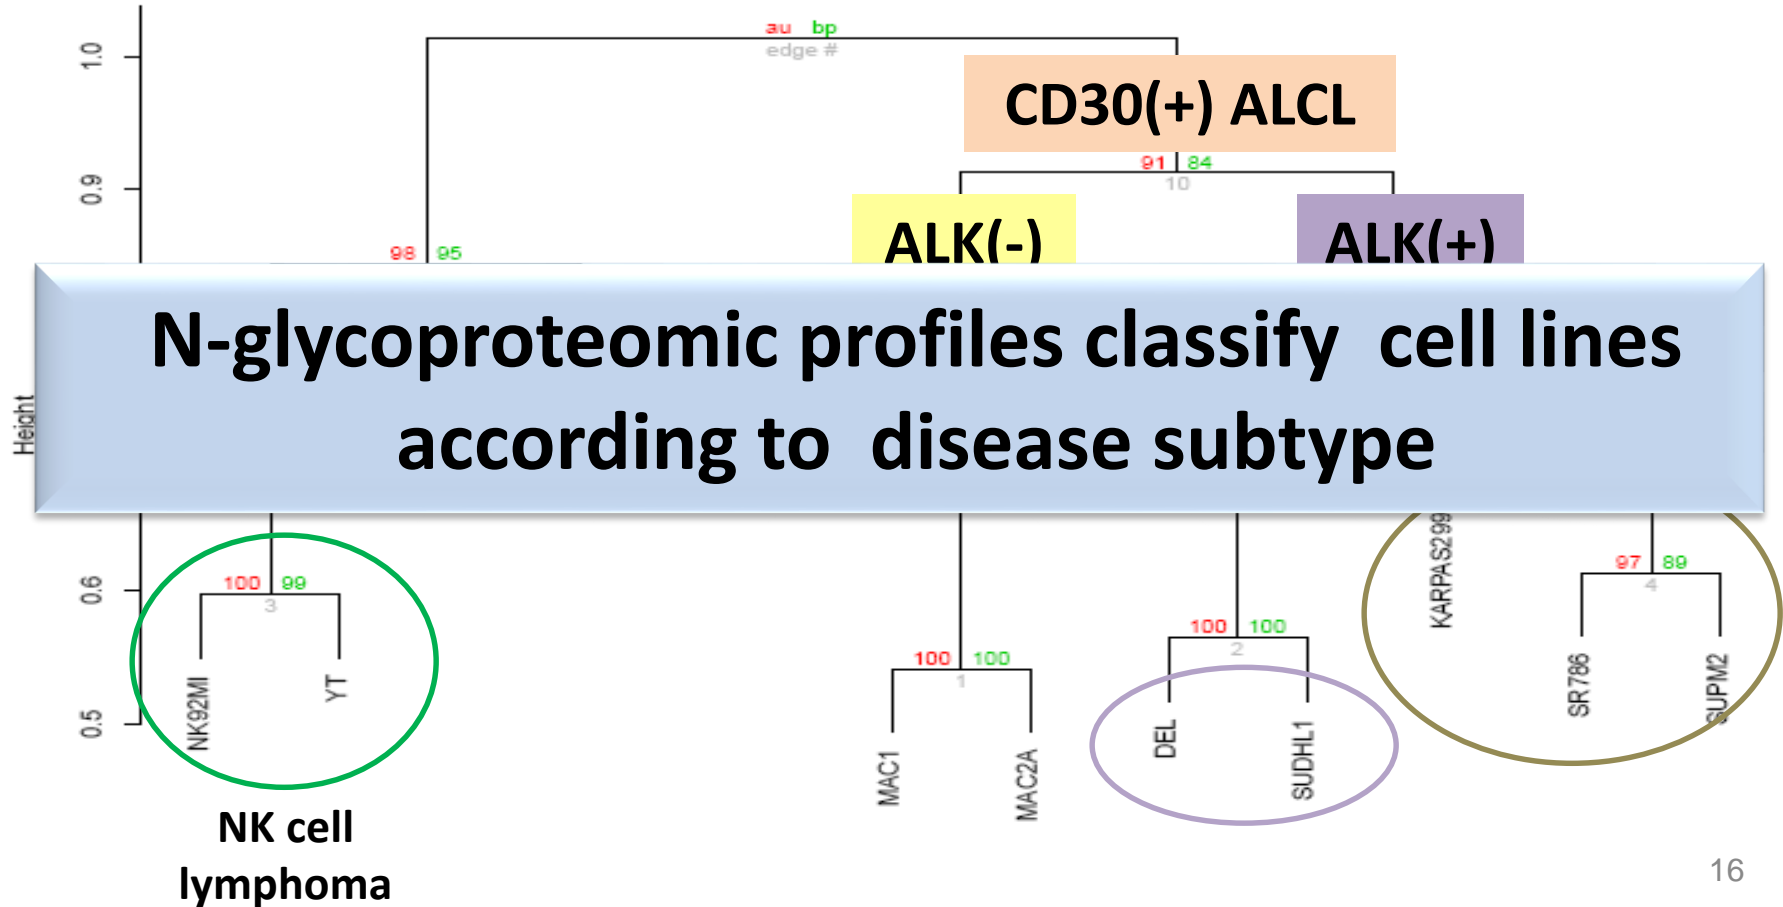 au bp
edge #
1.0
CD30(+) ALCL
91 84
10
0.9
ALK(-)
ALK(+)
98 95
N-glycoproteomic profiles classify cell lines
according to disease subtype
Height
KARPAS299
97 89
4
0.6
100 99
3
100 100
2
100 100
1
NK92MI
YT
SR786
SUPM2
0.5
DEL
SUDHL1
MAC1
MAC2A
NK cell
lymphoma
16